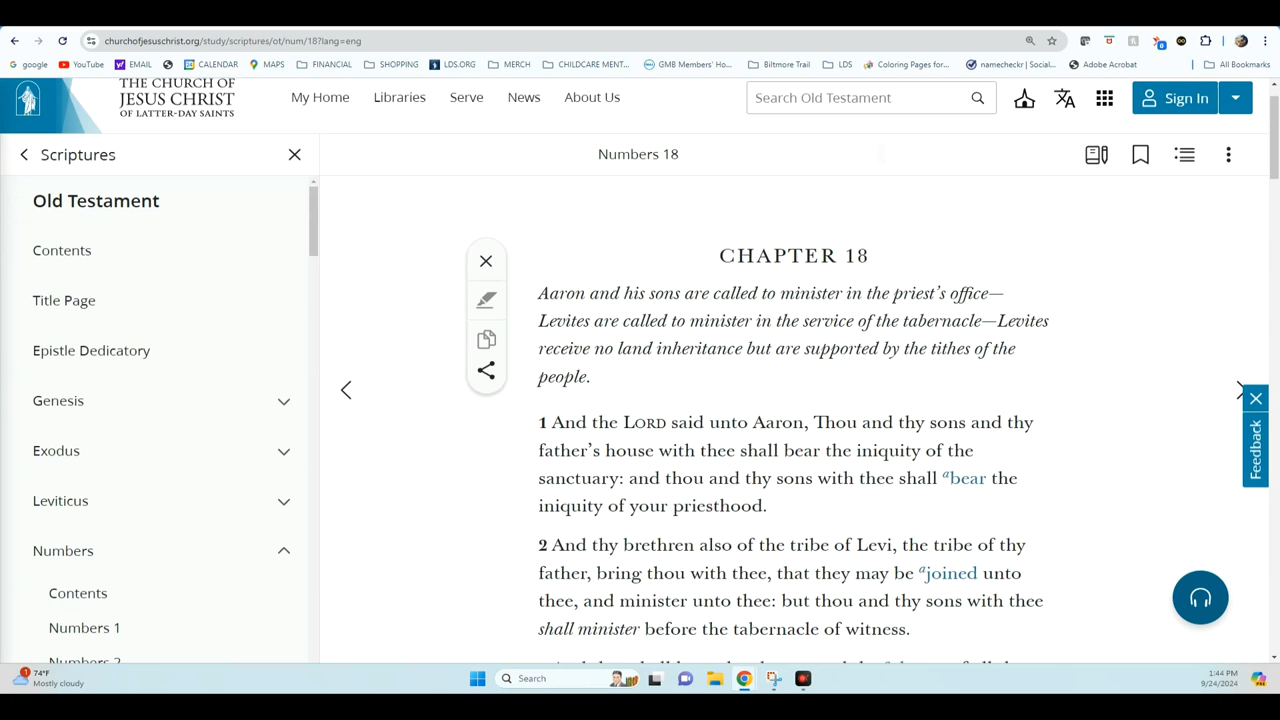 churchofjesuschrist.org/study/scriptures/ot/num/18?lang=eng
google YouTube EMAIL CALENDAR MAPS FINANCIAL SHOPPING LDS.ORG MERCH CHILDCARE MENT... GMB Members' Ho... Biltmore Trail LDS Coloring Pages for... namecheckr | Social... Adobe Acrobat All Bookmarks
THE CHURCH OF
JESUS CHRIST
OF LATTER-DAY SAINTS
My Home Libraries Serve News About Us Search Old Testament Sign In
Scriptures
Numbers 18
Old Testament
Contents
Title Page
Epistle Dedicatory
Genesis
Exodus
Leviticus
Numbers
Contents
Numbers 1
Numbers 2
CHAPTER 18
Aaron and his sons are called to minister in the priest's office—
Levites are called to minister in the service of the tabernacle—Levites
receive no land inheritance but are supported by the tithes of the
people.
1 And the LORD said unto Aaron, Thou and thy sons and thy
father's house with thee shall bear the iniquity of the
sanctuary: and thou and thy sons with thee shall a bear the
iniquity of your priesthood.
2 And thy brethren also of the tribe of Levi, the tribe of thy
father, bring thou with thee, that they may be a joined unto
thee, and minister unto thee: but thou and thy sons with thee
shall minister before the tabernacle of witness.
Feedback
1
74°F
Mostly cloudy
Search
1:44 PM
9/24/2024